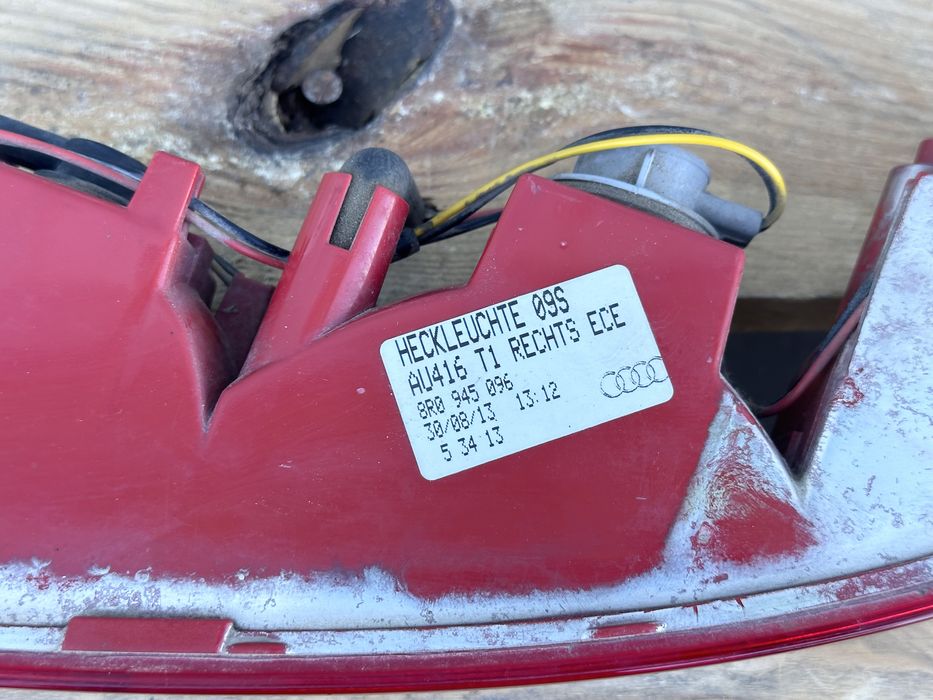 HECKLEUCHTE 09S
AU416 T1 RECHTS ECE
8R0 945 096
30/08/13 13:12
5 34 13